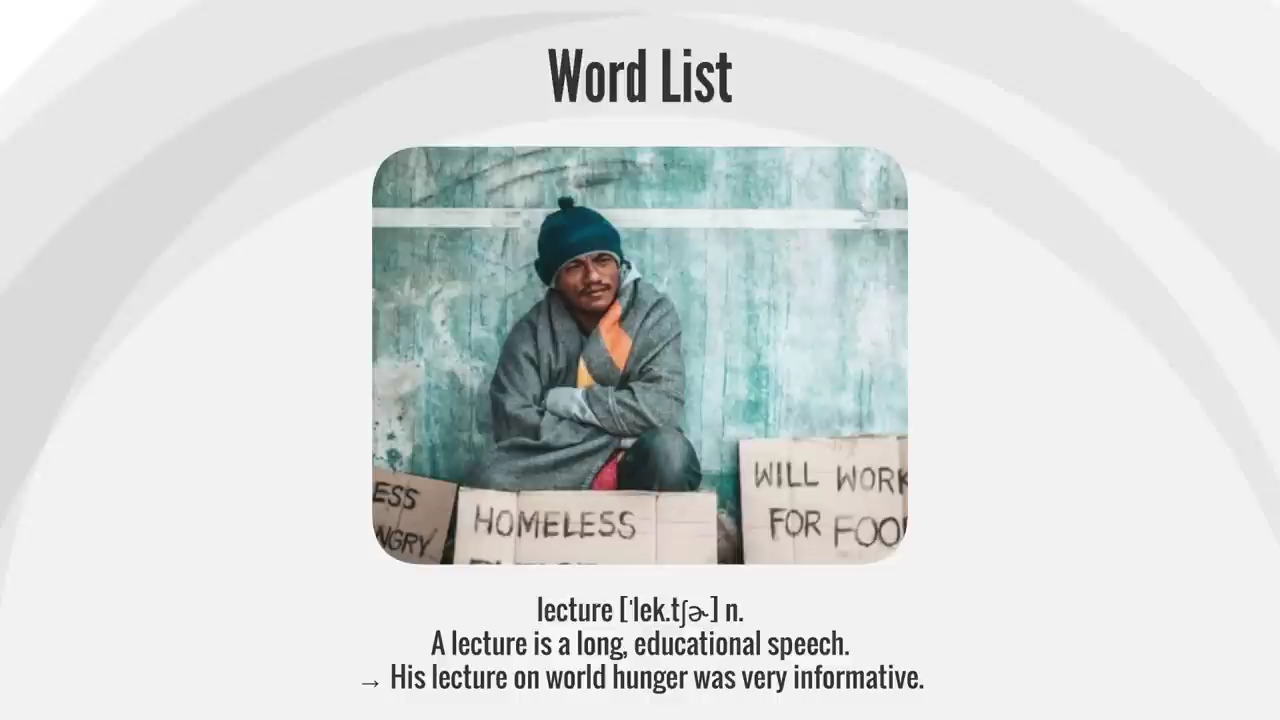 Word List
ESS
NGRY
HOMELESS
WILL WORK
FOR FOO
lecture [ˈlek.tʃɚ] n.
A lecture is a long, educational speech.
→ His lecture on world hunger was very informative.